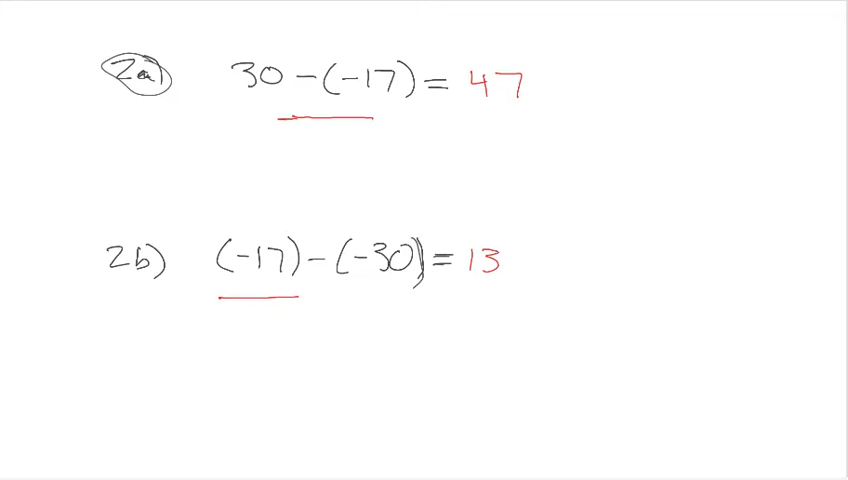 2a) 30 - (-17) = 47
2b) (-17) - (-30) = 13